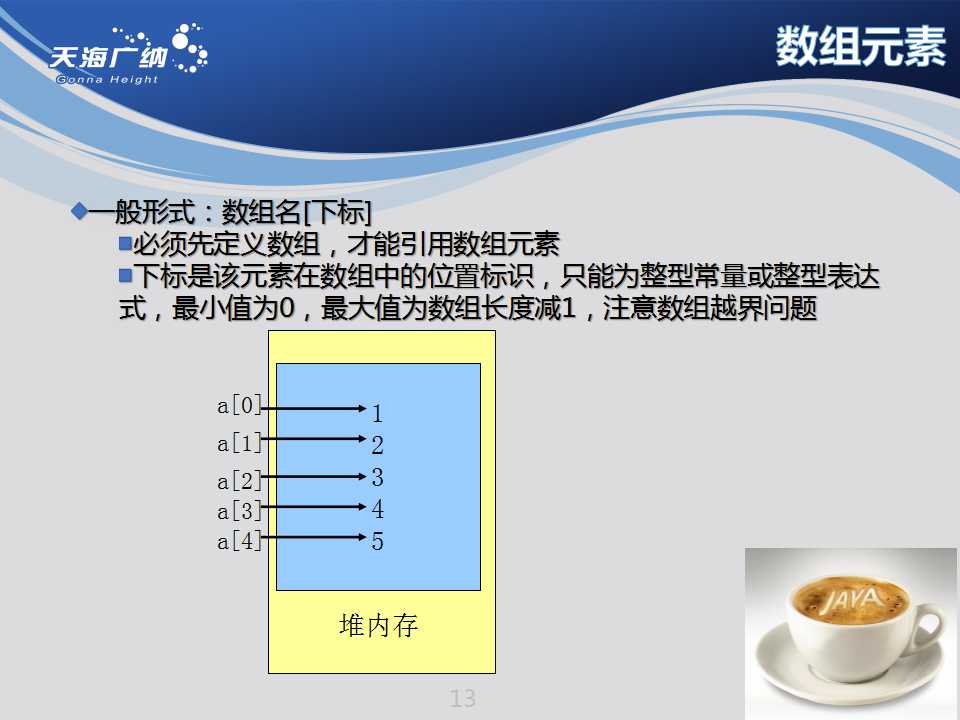 天海广纳
Gonna Height
数组元素
一般形式：数组名[下标]
必须先定义数组，才能引用数组元素
下标是该元素在数组中的位置标识，只能为整型常量或整型表达
式，最小值为0，最大值为数组长度减1，注意数组越界问题
a[0] 1
a[1] 2
a[2] 3
a[3] 4
a[4] 5
堆内存
JAVA
13